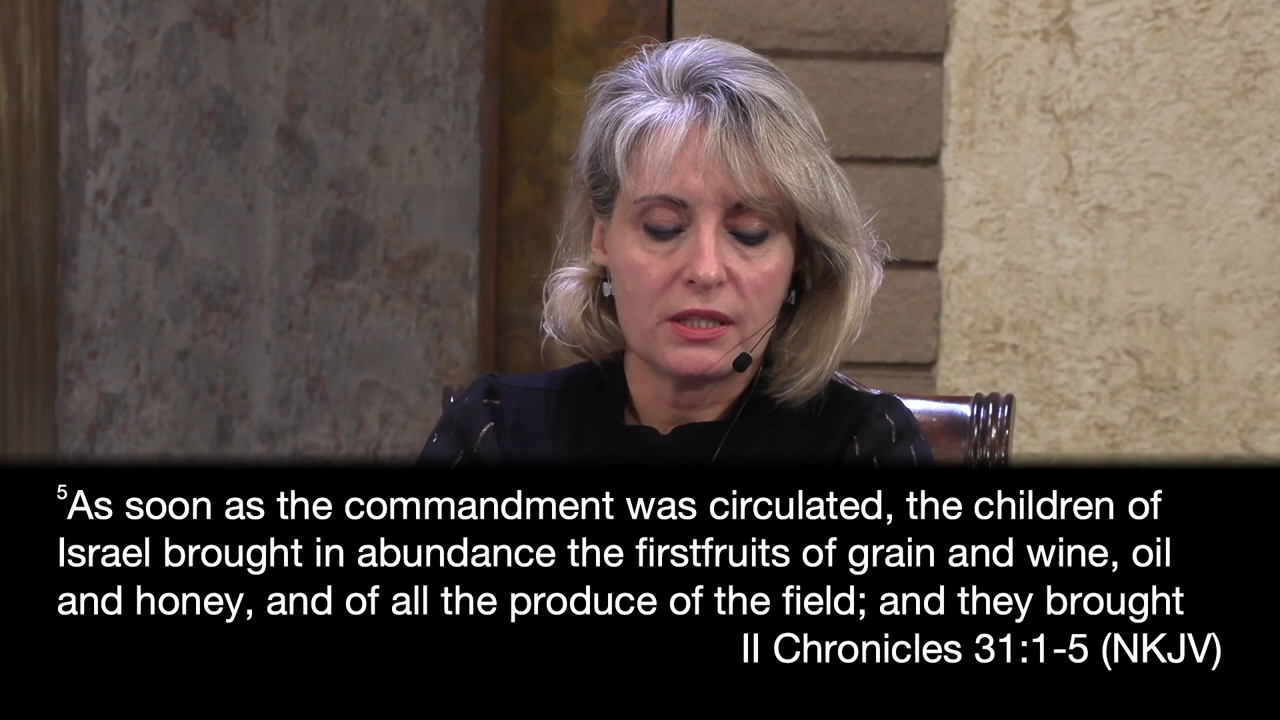 ⁵As soon as the commandment was circulated, the children of
Israel brought in abundance the firstfruits of grain and wine, oil
and honey, and of all the produce of the field; and they brought
II Chronicles 31:1-5 (NKJV)